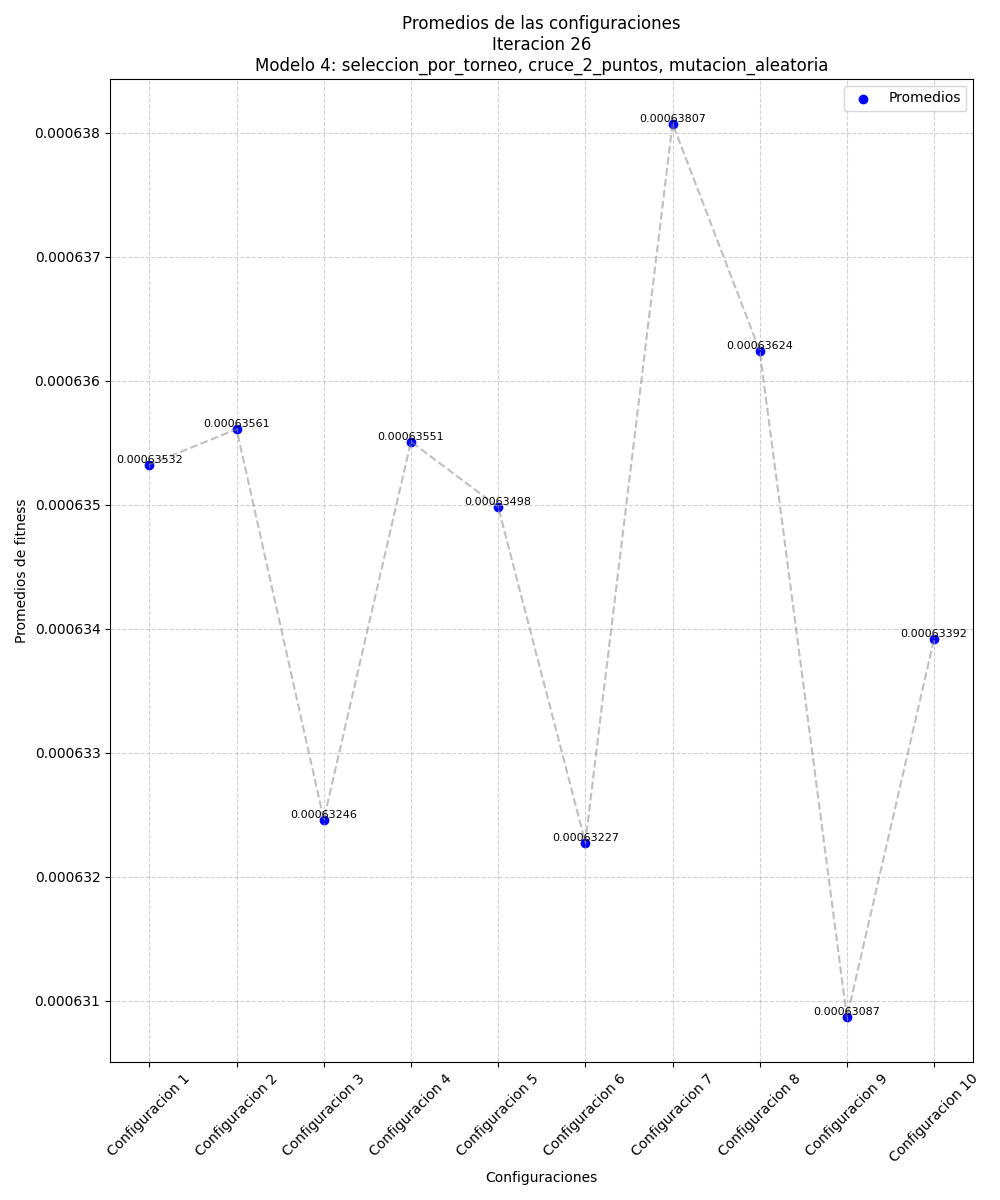 Promedios de las configuraciones
Iteracion 26
Modelo 4: seleccion_por_torneo, cruce_2_puntos, mutacion_aleatoria
Promedios
Promedios de fitness
0.000638
0.000637
0.000636
0.000635
0.000634
0.000633
0.000632
0.000631
0.00063532
0.00063561
0.00063246
0.00063551
0.00063498
0.00063227
0.00063807
0.00063624
0.00063087
0.00063392
Configuracion 1
Configuracion 2
Configuracion 3
Configuracion 4
Configuracion 5
Configuracion 6
Configuracion 7
Configuracion 8
Configuracion 9
Configuracion 10
Configuraciones